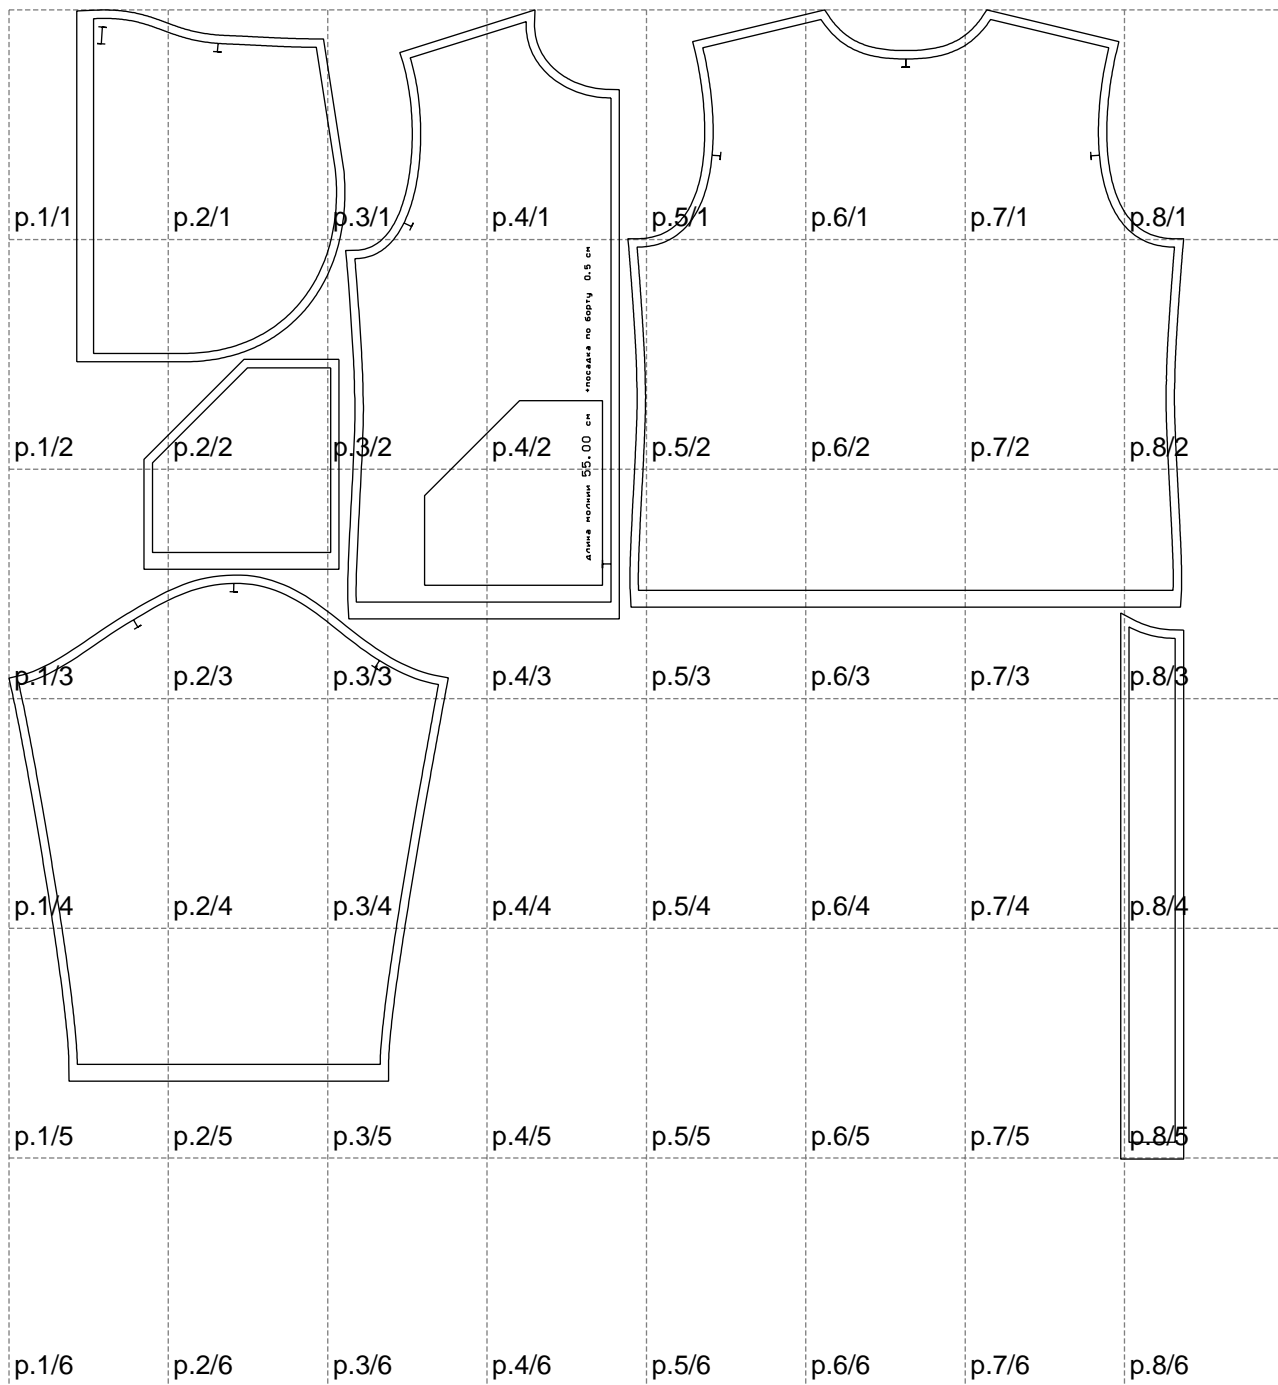 p.1/1 p.2/1 p.3/1 p.4/1 p.5/1 p.6/1 p.7/1 p.8/1
длина молнии 55.00 см +посадка по борту 0.5 см
p.1/2 p.2/2 p.3/2 p.4/2 p.5/2 p.6/2 p.7/2 p.8/2
p.1/3 p.2/3 p.3/3 p.4/3 p.5/3 p.6/3 p.7/3 p.8/3
p.1/4 p.2/4 p.3/4 p.4/4 p.5/4 p.6/4 p.7/4 p.8/4
p.1/5 p.2/5 p.3/5 p.4/5 p.5/5 p.6/5 p.7/5 p.8/5
p.1/6 p.2/6 p.3/6 p.4/6 p.5/6 p.6/6 p.7/6 p.8/6